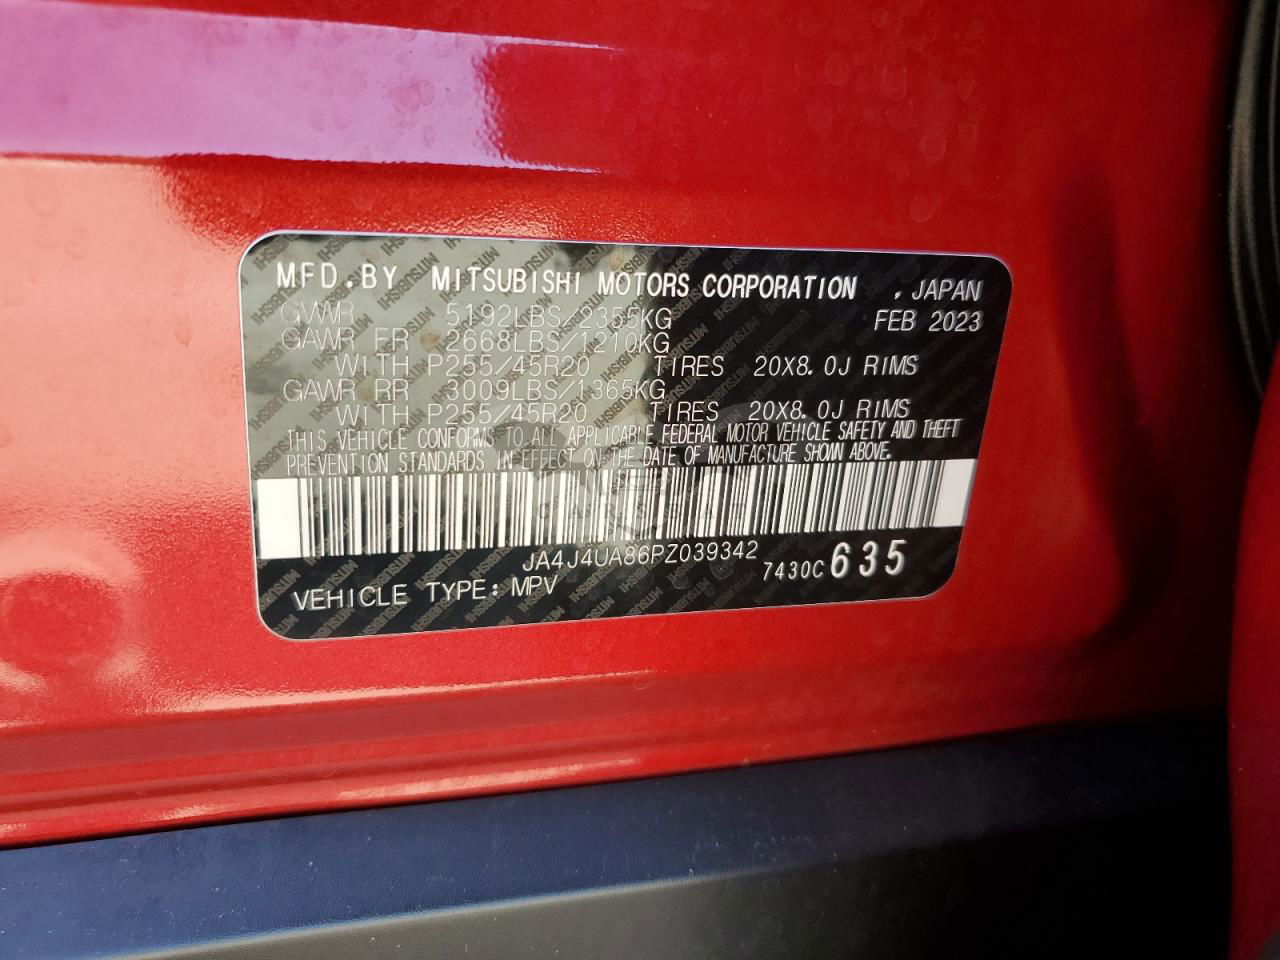 MFD.BY MITSUBISHI MOTORS CORPORATION , JAPAN
GVWR 5192LBS/2355KG FEB 2023
GAWR FR 2668LBS/1210KG
WITH P255/45R20 TIRES 20X8.0J RIMS
GAWR RR 3009LBS/1365KG
WITH P255/45R20 TIRES 20X8.0J RIMS
THIS VEHICLE CONFORMS TO ALL APPLICABLE FEDERAL MOTOR VEHICLE SAFETY AND THEFT
PREVENTION STANDARDS IN EFFECT ON THE DATE OF MANUFACTURE SHOWN ABOVE.
JA4J4UA86PZ039342
VEHICLE TYPE: MPV 7430C 635